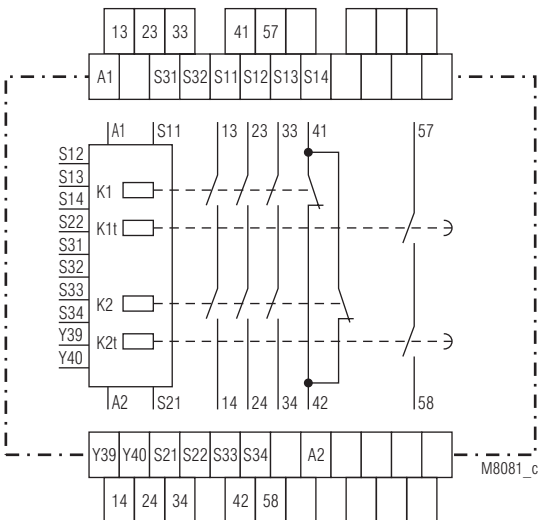 13 23 33 41 57
A1 S31 S32 S11 S12 S13 S14
A1 S11 13 23 33 41 57
S12
S13
S14
S22
S31
S32
S33
S34
Y39
Y40
K1
K1t
K2
K2t
A2 S21 14 24 34 42 58
Y39 Y40 S21 S22 S33 S34 A2
M8081_c
14 24 34 42 58